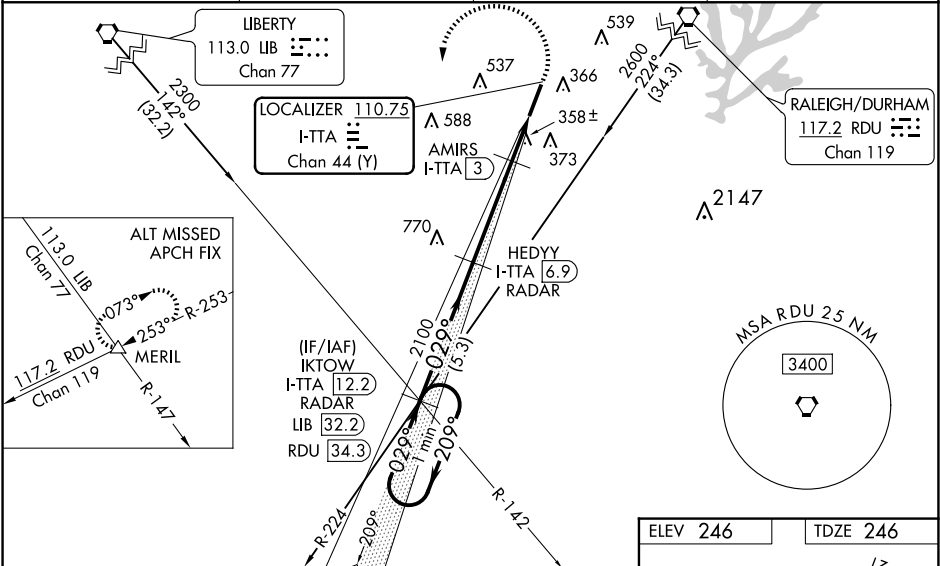 LIBERTY
113.0 LIB
Chan 77
2300
142°
(32.2)
LOCALIZER 110.75
I-TTA
Chan 44 (Y)
537
588
539
366
358±
373
2600
224°
(34.3)
RALEIGH/DURHAM
117.2 RDU
Chan 119
AMIRS
I-TTA 3
2147
770
HEDYY
I-TTA 6.9
RADAR
ALT MISSED
APCH FIX
113.0 LIB
Chan 77
073°
253°
R-253
MERIL
117.2 RDU
Chan 119
R-147
2100
029°
(5.3)
(IF/IAF)
IKTOW
I-TTA 12.2
RADAR
LIB 32.2
RDU 34.3
029°
1 min
209°
R-224
209°
R-142
MSA RDU 25 NM
3400
ELEV 246
TDZE 246